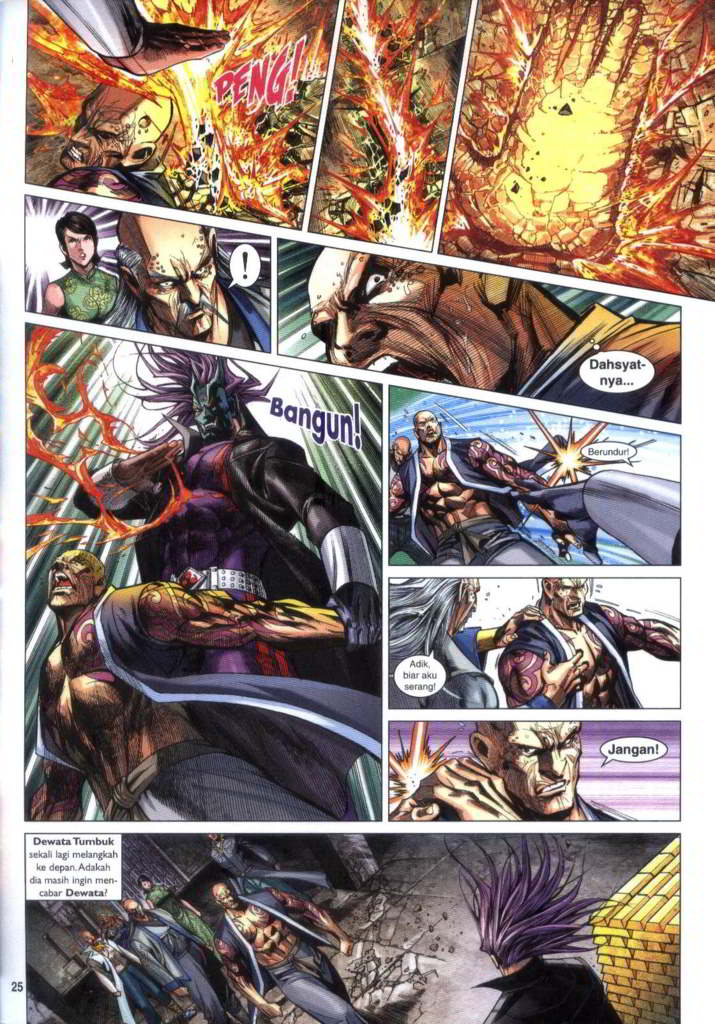 PENG!
!
Dahsyat-
nya...
Bangun!
Berundur!
Adik,
biar aku
serang!
Jangan!
Dewata Tumbuk
sekali lagi melangkah
ke depan. Adakah
dia masih ingin men-
cabar Dewata?
25